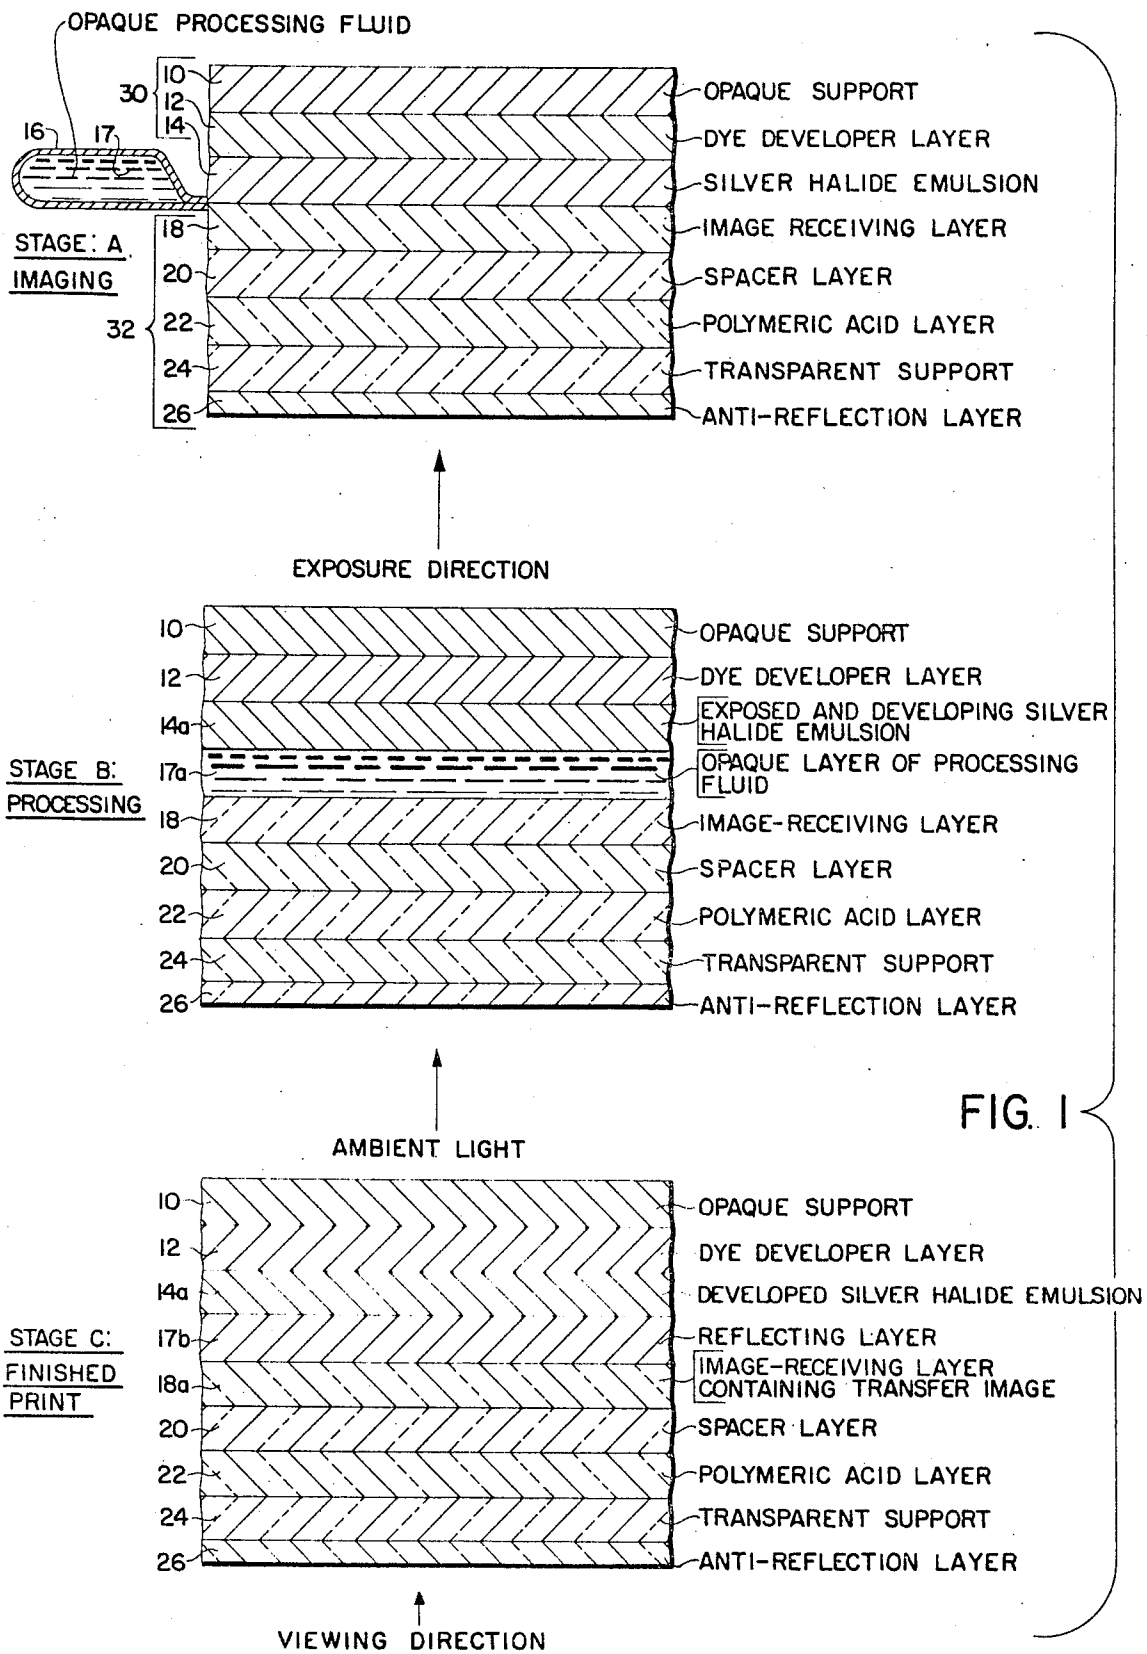 OPAQUE PROCESSING FLUID
10
30
12
14
16
17
OPAQUE SUPPORT
DYE DEVELOPER LAYER
SILVER HALIDE EMULSION
STAGE: A
IMAGING
18
20
32
22
24
26
IMAGE RECEIVING LAYER
SPACER LAYER
POLYMERIC ACID LAYER
TRANSPARENT SUPPORT
ANTI-REFLECTION LAYER
EXPOSURE DIRECTION
10
OPAQUE SUPPORT
12
DYE DEVELOPER LAYER
14a
EXPOSED AND DEVELOPING SILVER
HALIDE EMULSION
STAGE B:
PROCESSING
17a
OPAQUE LAYER OF PROCESSING
FLUID
18
IMAGE-RECEIVING LAYER
20
SPACER LAYER
22
POLYMERIC ACID LAYER
24
TRANSPARENT SUPPORT
26
ANTI-REFLECTION LAYER
FIG. 1
AMBIENT LIGHT
10
OPAQUE SUPPORT
12
DYE DEVELOPER LAYER
14a
DEVELOPED SILVER HALIDE EMULSION
STAGE C:
FINISHED
PRINT
17b
REFLECTING LAYER
18a
IMAGE-RECEIVING LAYER
CONTAINING TRANSFER IMAGE
20
SPACER LAYER
22
POLYMERIC ACID LAYER
24
TRANSPARENT SUPPORT
26
ANTI-REFLECTION LAYER
VIEWING DIRECTION